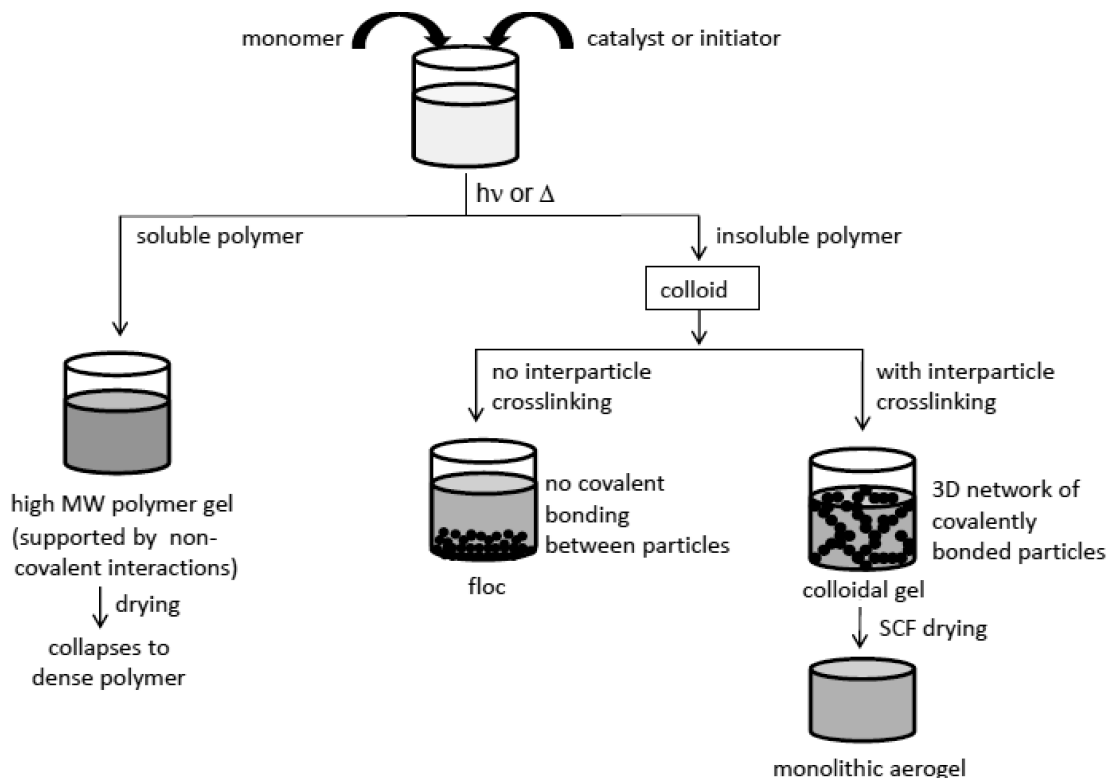 monomer
catalyst or initiator
hν or Δ
soluble polymer
insoluble polymer
colloid
no interparticle
crosslinking
with interparticle
crosslinking
high MW polymer gel
(supported by non-
covalent interactions)
drying
collapses to
dense polymer
no covalent
bonding
between particles
floc
3D network of
covalently
bonded particles
colloidal gel
SCF drying
monolithic aerogel